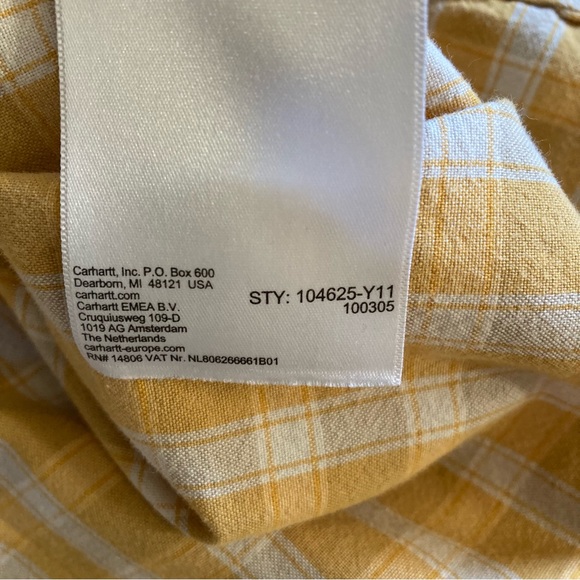 Carhartt, Inc. P.O. Box 600
Dearborn, MI 48121 USA
carhartt.com
Carhartt EMEA B.V.
Cruquiusweg 109-D
1019 AG Amsterdam
The Netherlands
carhartt-europe.com
RN# 14806 VAT Nr. NL806266661B01
STY: 104625-Y11
100305